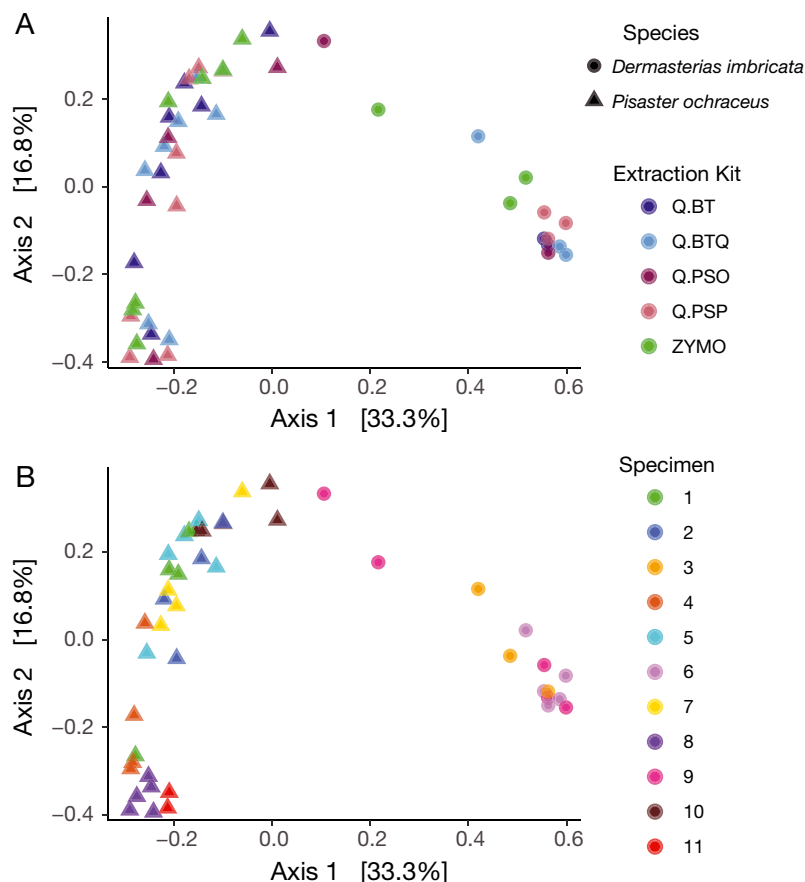 A
Axis 2 [16.8%]
0.2
0.0
−0.2
−0.4
−0.2 0.0 0.2 0.4 0.6
Axis 1 [33.3%]
Species
Dermasterias imbricata
Pisaster ochraceus
Extraction Kit
Q.BT
Q.BTQ
Q.PSO
Q.PSP
ZYMO
B
Axis 2 [16.8%]
0.2
0.0
−0.2
−0.4
−0.2 0.0 0.2 0.4 0.6
Axis 1 [33.3%]
Specimen
1
2
3
4
5
6
7
8
9
10
11